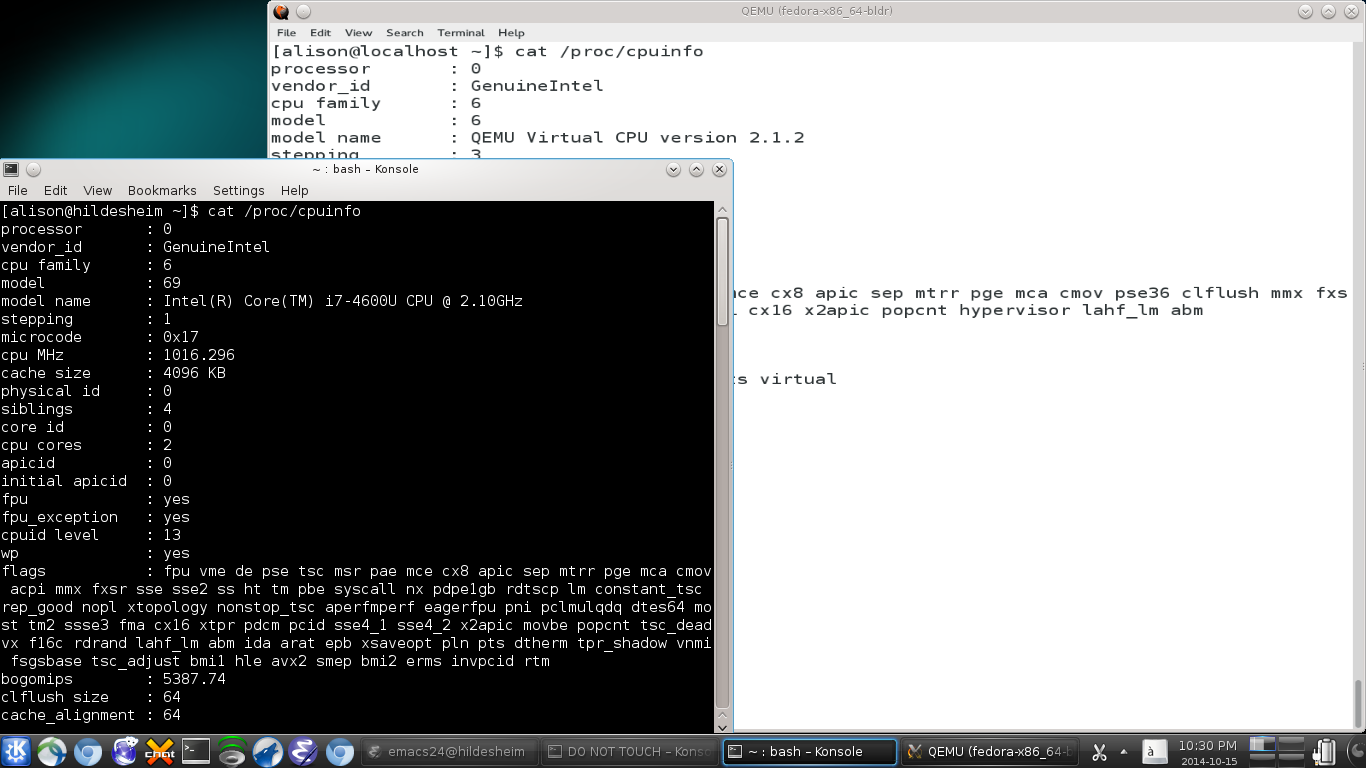 QEMU (fedora-x86_64-bldr)
File Edit View Search Terminal Help
[alison@localhost ~]$ cat /proc/cpuinfo
processor : 0
vendor_id : GenuineIntel
cpu family : 6
model : 6
model name : QEMU Virtual CPU version 2.1.2
stepping : 3
cx8 apic sep mtrr pge mca cmov pse36 clflush mmx fxs
cx16 x2apic popcnt hypervisor lahf_lm abm
virtual
~ : bash – Konsole
File Edit View Bookmarks Settings Help
[alison@hildesheim ~]$ cat /proc/cpuinfo
processor : 0
vendor_id : GenuineIntel
cpu family : 6
model : 69
model name : Intel(R) Core(TM) i7-4600U CPU @ 2.10GHz
stepping : 1
microcode : 0x17
cpu MHz : 1016.296
cache size : 4096 KB
physical id : 0
siblings : 4
core id : 0
cpu cores : 2
apicid : 0
initial apicid : 0
fpu : yes
fpu_exception : yes
cpuid level : 13
wp : yes
flags : fpu vme de pse tsc msr pae mce cx8 apic sep mtrr pge mca cmov
acpi mmx fxsr sse sse2 ss ht tm pbe syscall nx pdpe1gb rdtscp lm constant_tsc
rep_good nopl xtopology nonstop_tsc aperfmperf eagerfpu pni pclmulqdq dtes64 mo
st tm2 ssse3 fma cx16 xtpr pdcm pcid sse4_1 sse4_2 x2apic movbe popcnt tsc_dead
vx f16c rdrand lahf_lm abm ida arat epb xsaveopt pln pts dtherm tpr_shadow vnmi
fsgsbase tsc_adjust bmi1 hle avx2 smep bmi2 erms invpcid rtm
bogomips : 5387.74
clflush size : 64
cache_alignment : 64
emacs24@hildesheim
DO NOT TOUCH – Kons
~ : bash – Konsole
QEMU (fedora-x86_64-b
à
10:30 PM
2014-10-15